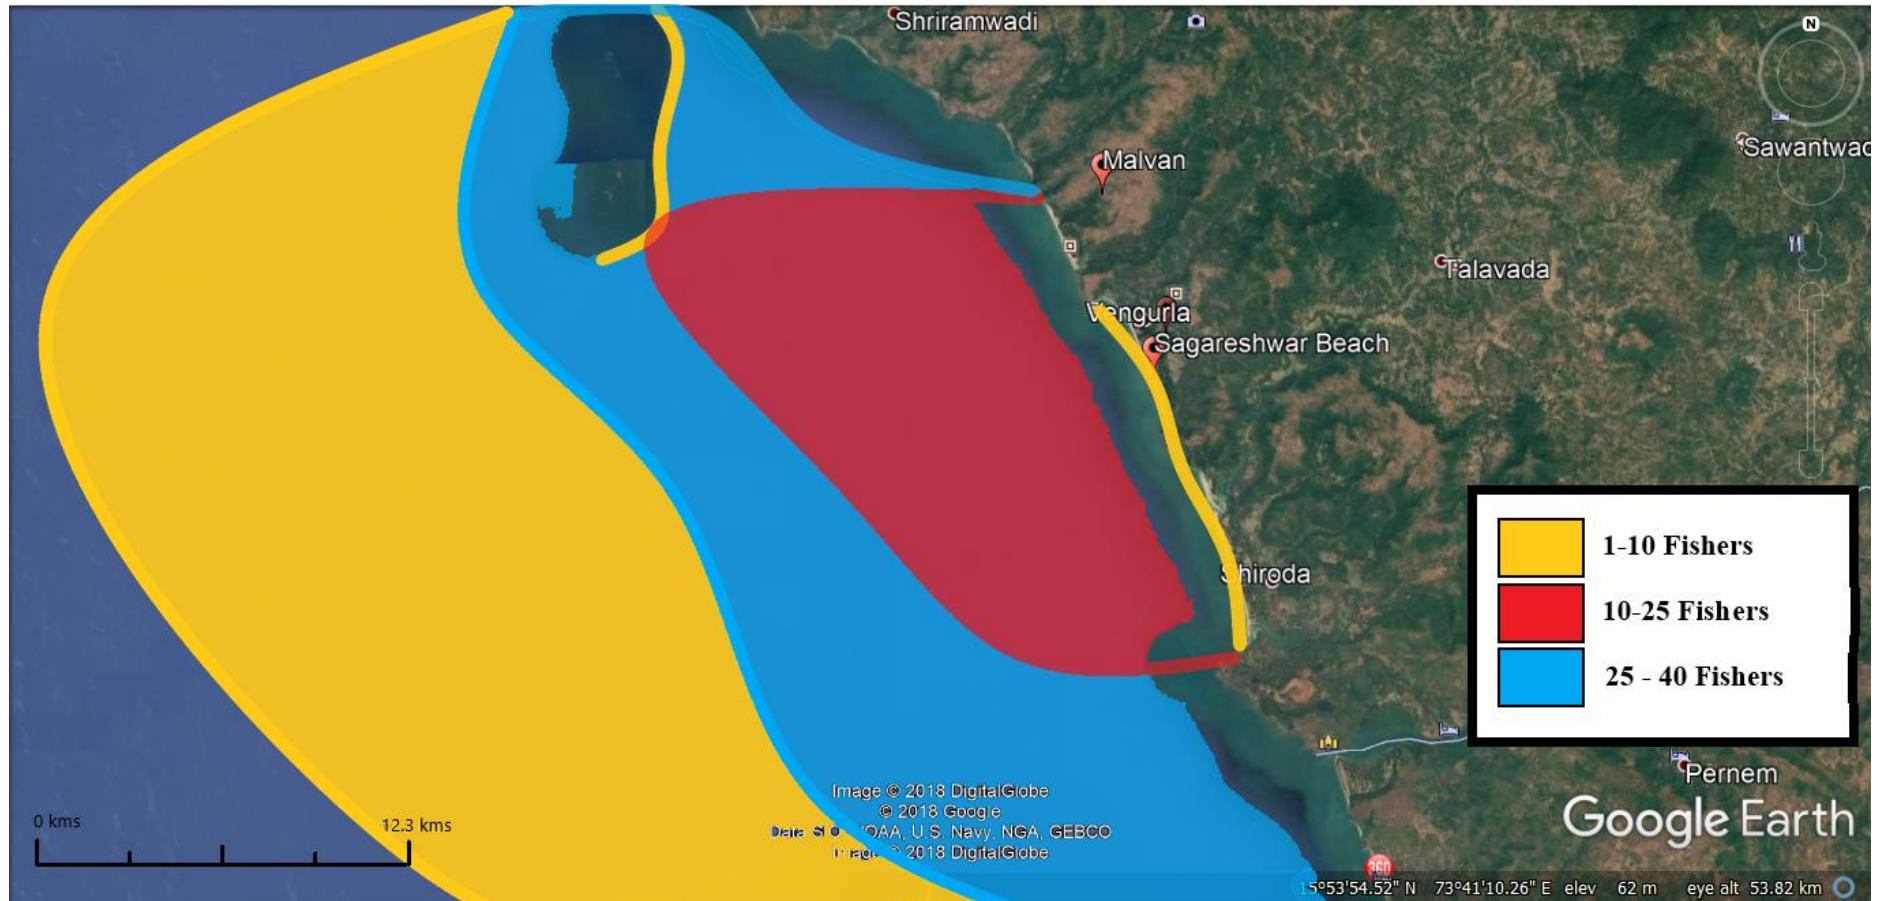 Shriramwadi
N
Malvan
Sawantwad
Talavada
Vengurla
Sagareshwar Beach
Shiroda
1-10 Fishers
10-25 Fishers
25 - 40 Fishers
Pernem
Image © 2018 DigitalGlobe
© 2018 Google
U.S. Navy, NGA, GEBCO
© 2018 DigitalGlobe
0 kms
12.3 kms
Google Earth
360
15°53'54.52" N 73°41'10.26" E elev 62 m eye alt 53.82 km